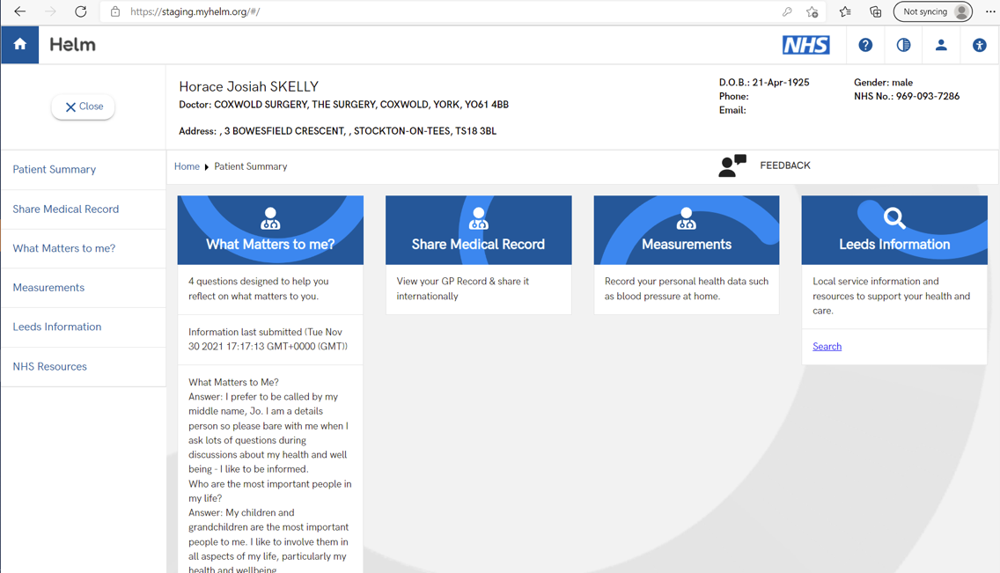 https://staging.myhelm.org/#/
Not syncing
Helm
NHS
Close
Horace Josiah SKELLY
Doctor: COXWOLD SURGERY, THE SURGERY, COXWOLD, YORK, YO61 4BB
Address: , 3 BOWESFIELD CRESCENT, , STOCKTON-ON-TEES, TS18 3BL
D.O.B.: 21-Apr-1925
Phone:
Email:
Gender: male
NHS No.: 969-093-7286
Patient Summary
Share Medical Record
What Matters to me?
Measurements
Leeds Information
NHS Resources
Home
Patient Summary
FEEDBACK
What Matters to me?
4 questions designed to help you
reflect on what matters to you.
Information last submitted (Tue Nov
30 2021 17:17:13 GMT+0000 (GMT))
What Matters to Me?
Answer: I prefer to be called by my
middle name, Jo. I am a details
person so please bare with me when I
ask lots of questions during
discussions about my health and well
being - I like to be informed.
Who are the most important people in
my life?
Answer: My children and
grandchildren are the most important
people to me. I like to involve them in
all aspects of my life, particularly my
health and wellbeing
Share Medical Record
View your GP Record & share it
internationally
Measurements
Record your personal health data such
as blood pressure at home.
Leeds Information
Local service information and
resources to support your health and
care.
Search